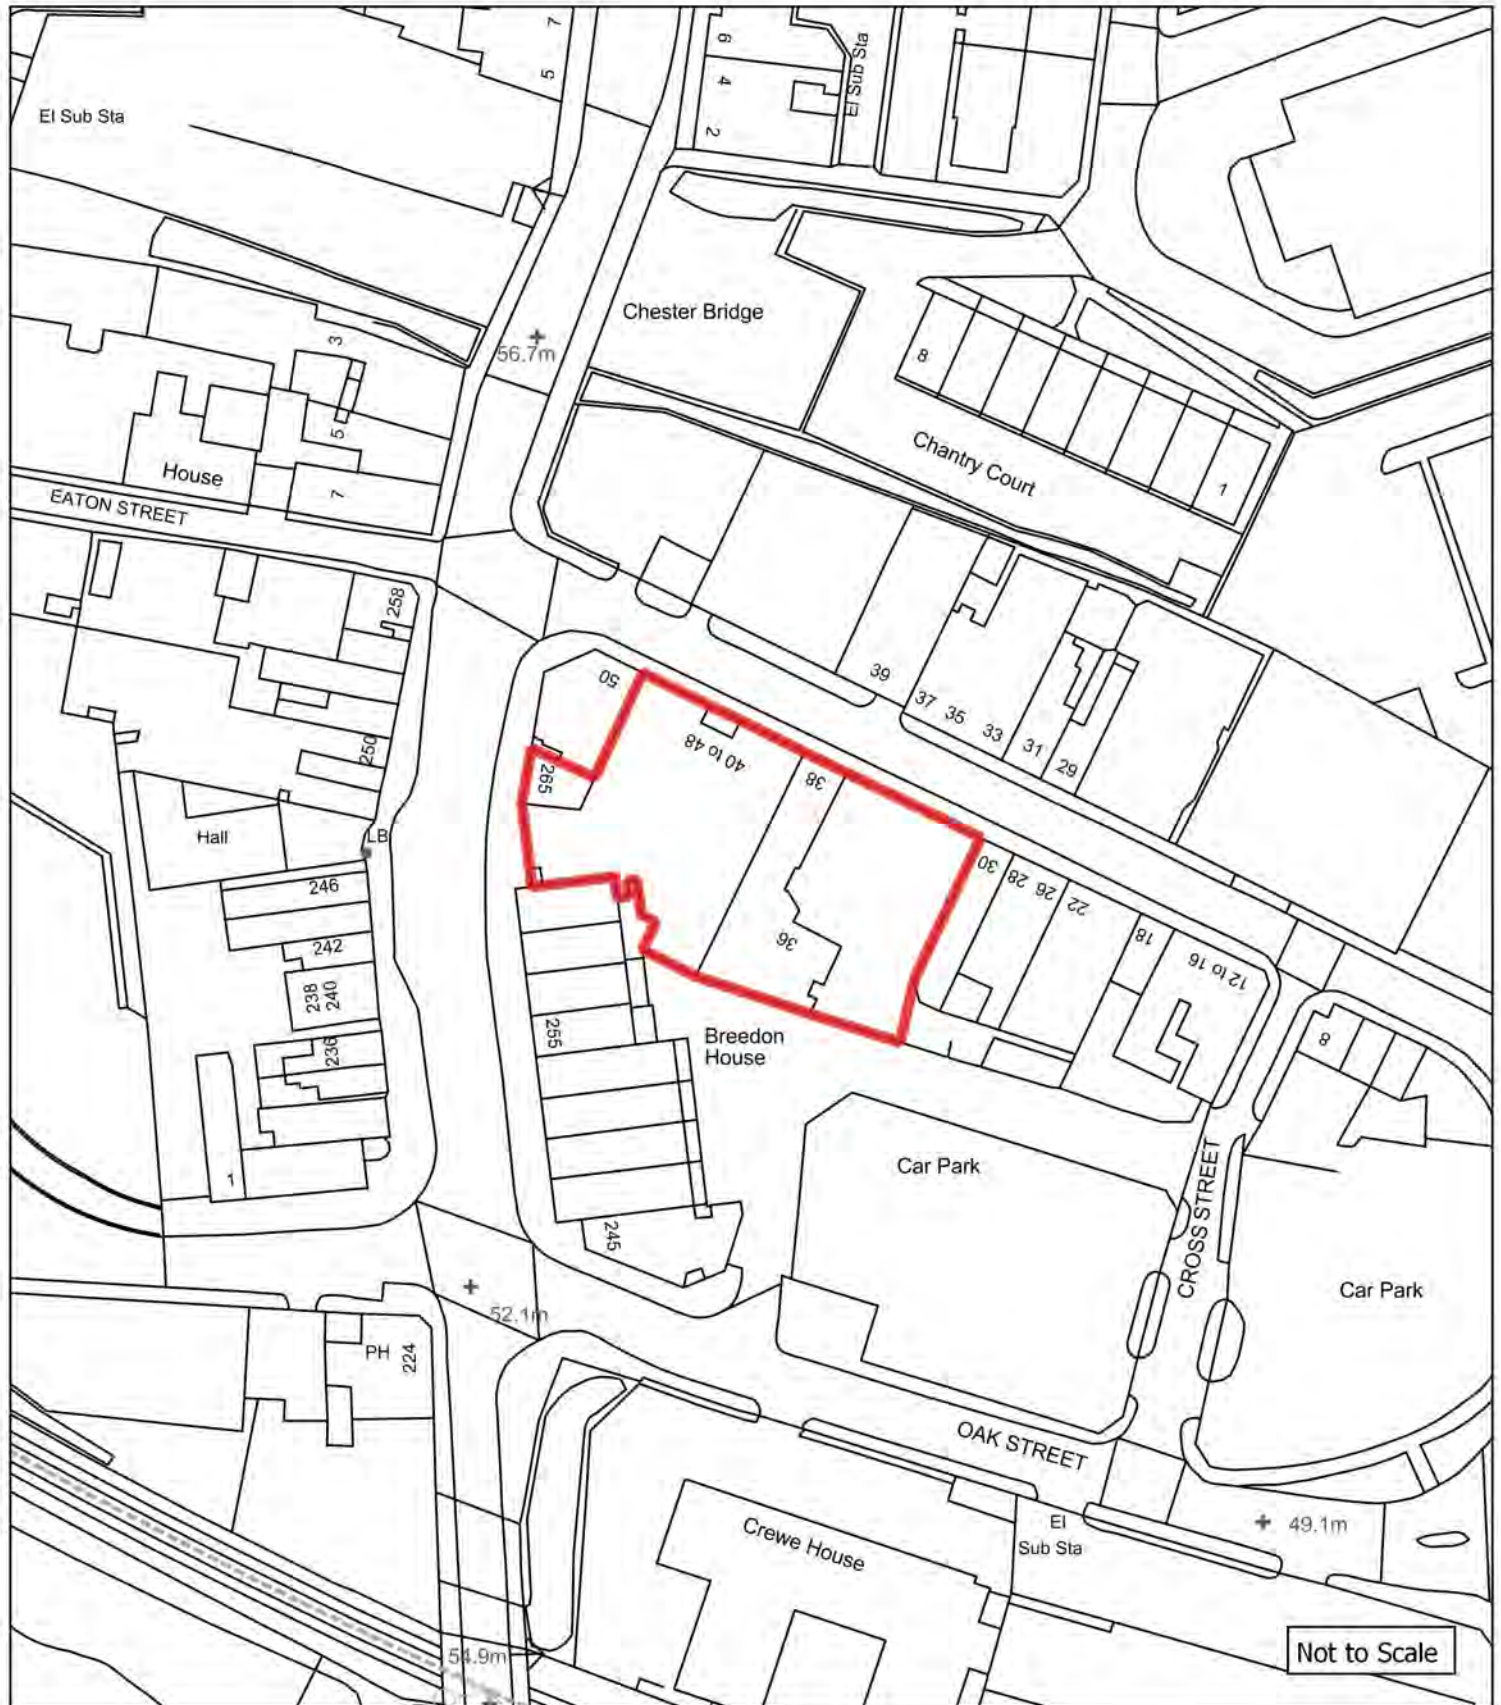 7
5
6
4
2
El Sub Sta
El Sub Sta
56.7m
Chester Bridge
3
5
8
House
7
Chantry Court
1
EATON STREET
258
50
39
37
35
33
31
29
250
40 to 48
38
265
Hall
LB
246
30
28
26
22
242
36
18
12 to 16
238
240
236
255
Breedon
House
8
Car Park
1
CROSS STREET
245
Car Park
52.1m
PH
224
OAK STREET
El
Sub Sta
49.1m
Crewe House
54.9m
Not to Scale